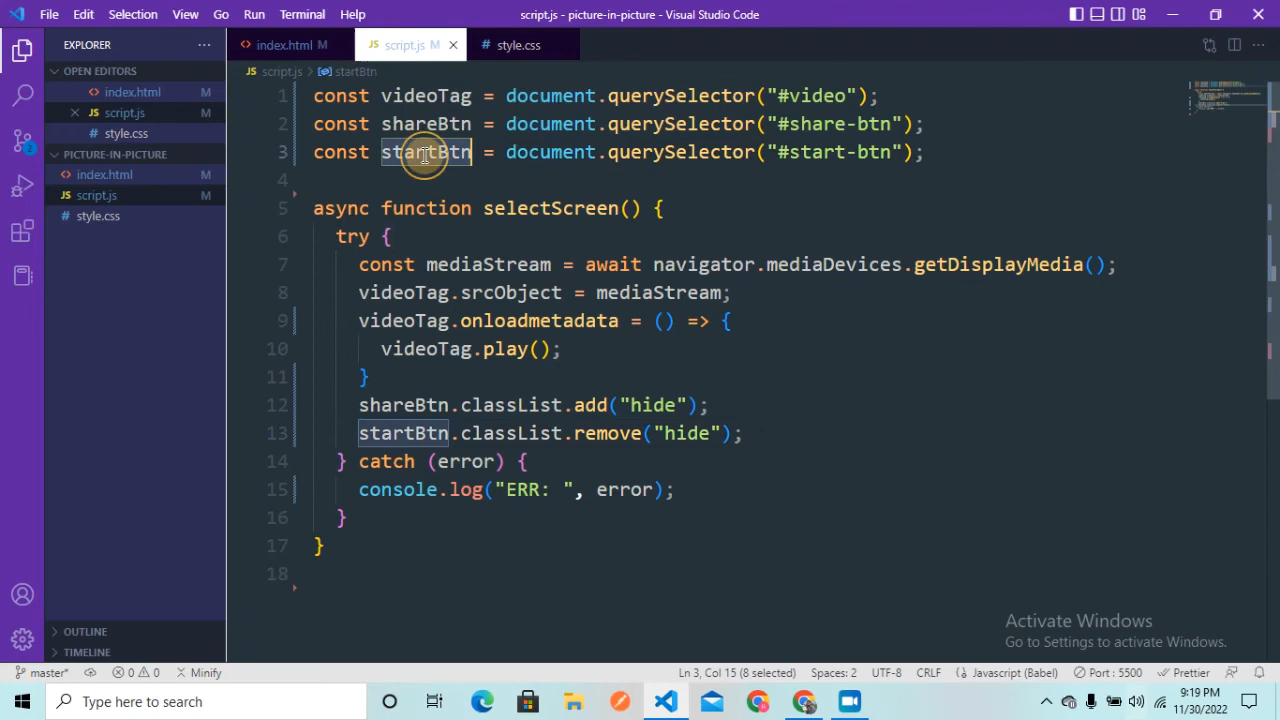 File Edit Selection View Go Run Terminal Help
script.js - picture-in-picture - Visual Studio Code
EXPLORER
OPEN EDITORS
index.html M
script.js M
style.css
PICTURE-IN-PICTURE
index.html M
script.js M
style.css
OUTLINE
TIMELINE
index.html M script.js M style.css
script.js > startBtn
1 const videoTag = document.querySelector("#video");
2 const shareBtn = document.querySelector("#share-btn");
3 const startBtn = document.querySelector("#start-btn");
4
5 async function selectScreen() {
6 try {
7 const mediaStream = await navigator.mediaDevices.getDisplayMedia();
8 videoTag.srcObject = mediaStream;
9 videoTag.onloadmetadata = () => {
10 videoTag.play();
11 }
12 shareBtn.classList.add("hide");
13 startBtn.classList.remove("hide");
14 } catch (error) {
15 console.log("ERR: ", error);
16 }
17 }
18
Activate Windows
Go to Settings to activate Windows.
master* 0 0 Minify Ln 3, Col 15 (8 selected) Spaces: 2 UTF-8 CRLF Javascript (Babel) Port : 5500 Prettier
Type here to search
9:19 PM
11/30/2022